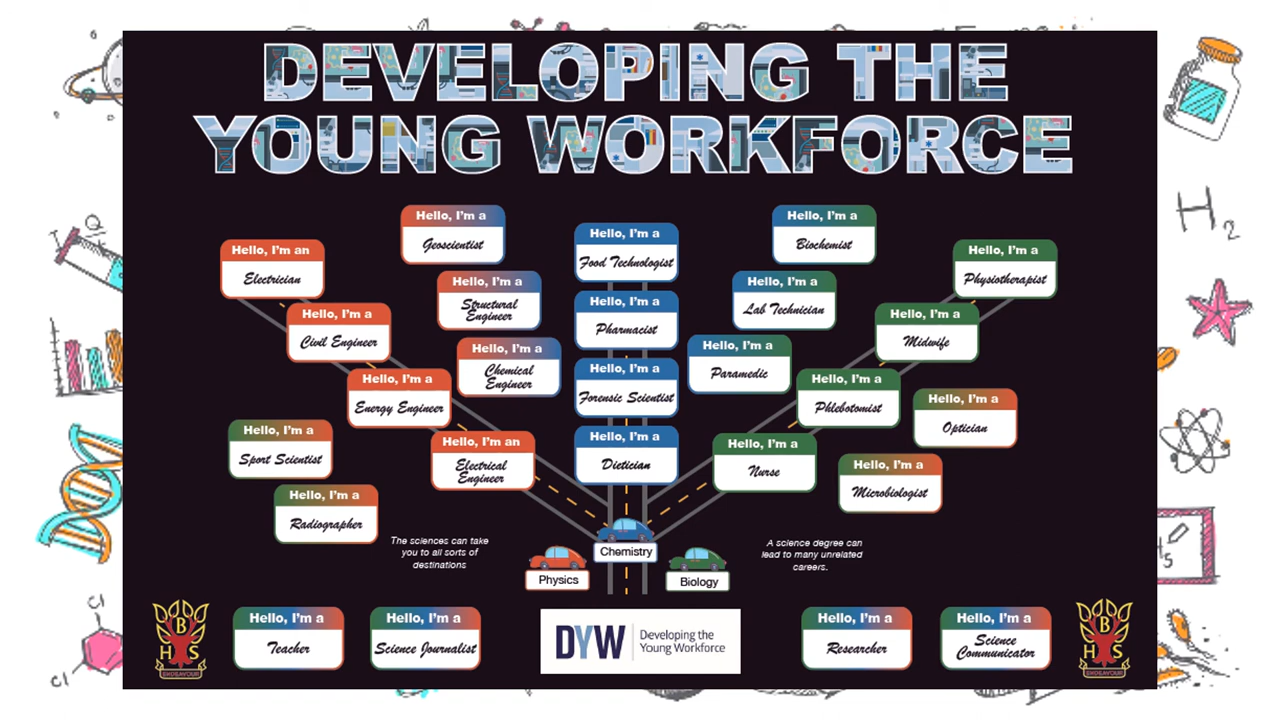 DEVELOPING THE
YOUNG WORKFORCE
Hello, I'm an
Electrician
Hello, I'm a
Geoscientist
Hello, I'm a
Food Technologist
Hello, I'm a
Biochemist
Hello, I'm a
Physiotherapist
Hello, I'm a
Civil Engineer
Hello, I'm a
Structural
Engineer
Hello, I'm a
Pharmacist
Hello, I'm a
Lab Technician
Hello, I'm a
Midwife
Hello, I'm a
Energy Engineer
Hello, I'm a
Chemical
Engineer
Hello, I'm a
Forensic Scientist
Hello, I'm a
Paramedic
Hello, I'm a
Phlebotomist
Hello, I'm a
Optician
Hello, I'm a
Sport Scientist
Hello, I'm an
Electrical
Engineer
Hello, I'm a
Dietician
Hello, I'm a
Nurse
Hello, I'm a
Microbiologist
Hello, I'm a
Radiographer
The sciences can take
you to all sorts of
destinations
Physics
Chemistry
Biology
A science degree can
lead to many unrelated
careers.
B
H S
ENDEAVOUR
Hello, I'm a
Teacher
Hello, I'm a
Science Journalist
DYW
Developing the
Young Workforce
Hello, I'm a
Researcher
Hello, I'm a
Science
Communicator
B
H S
ENDEAVOUR
H2
Cl
Cl